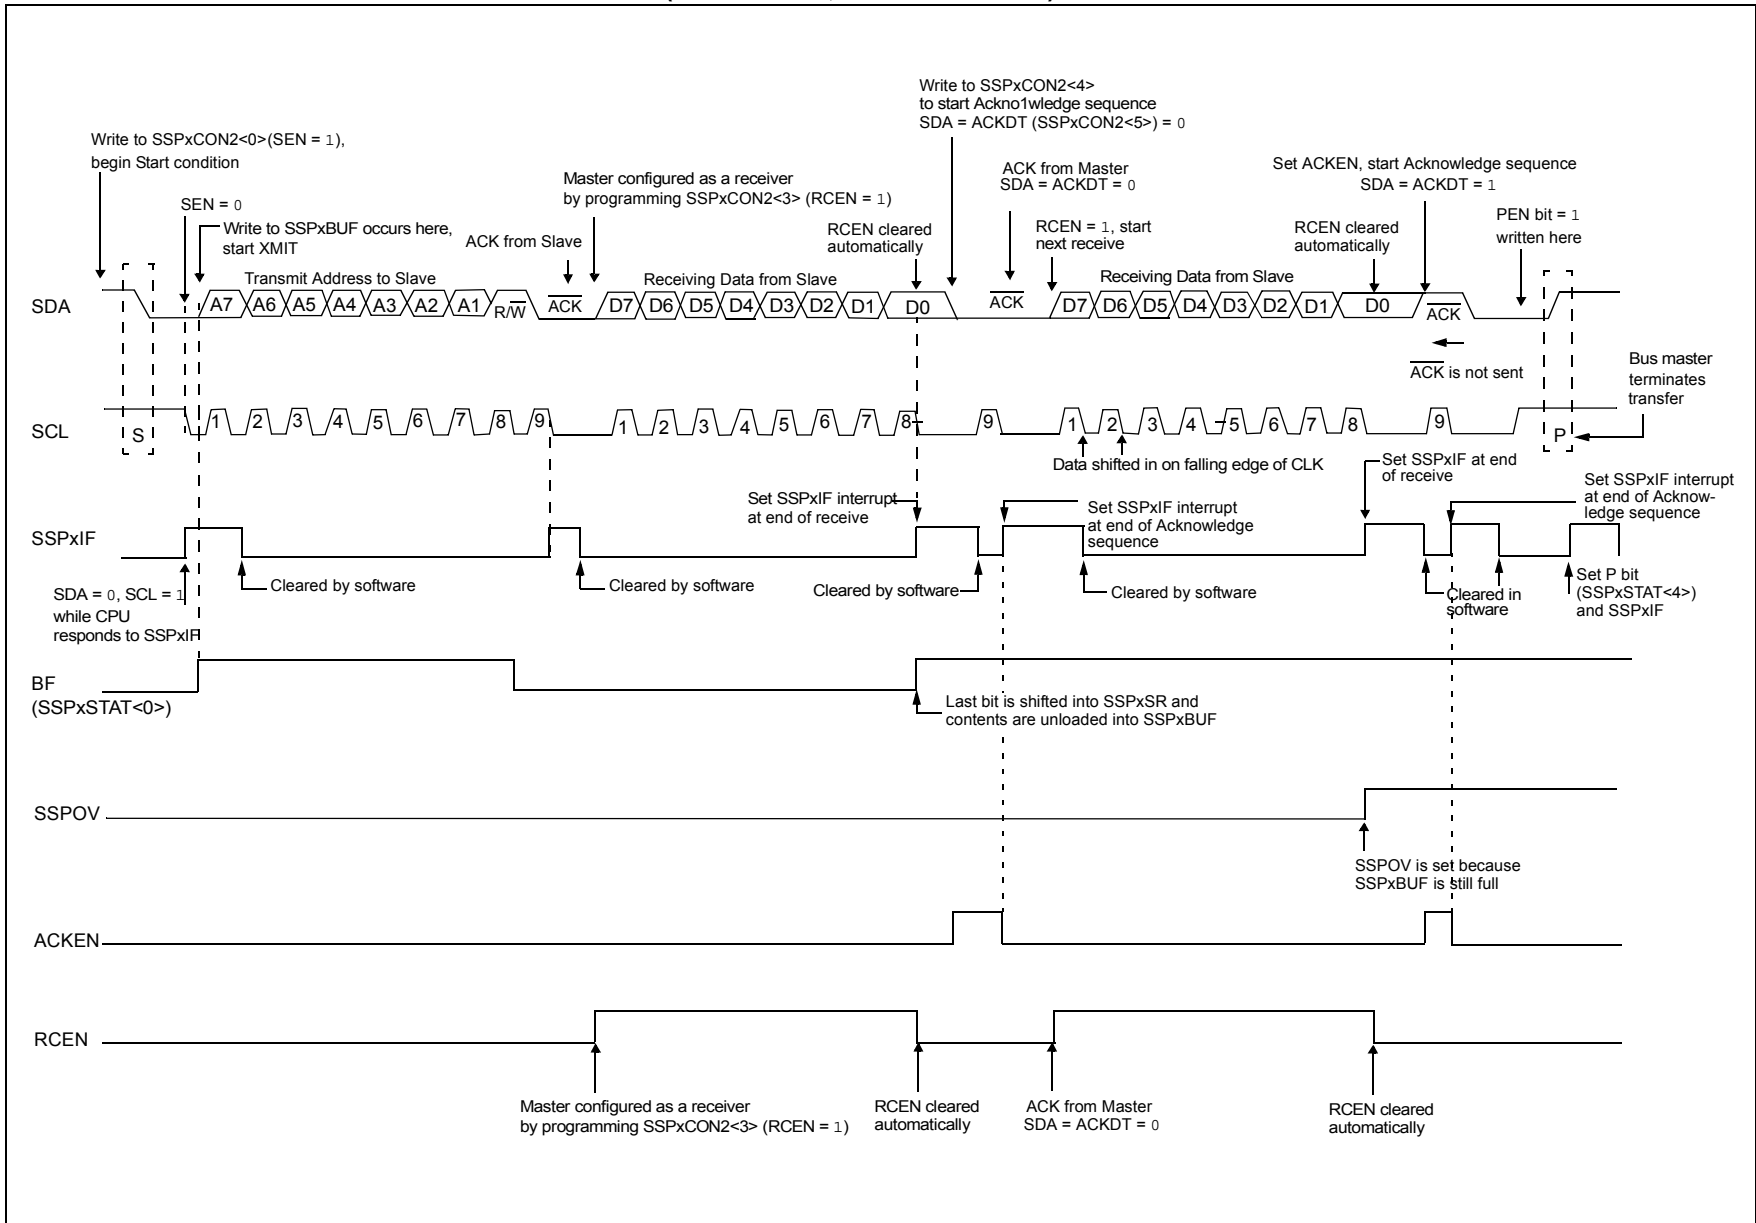 Write to SSPxCON2<4>
to start Ackno1wledge sequence
SDA = ACKDT (SSPxCON2<5>) = 0
Write to SSPxCON2<0>(SEN = 1),
begin Start condition
ACK from Master
SDA = ACKDT = 0
Set ACKEN, start Acknowledge sequence
SDA = ACKDT = 1
Master configured as a receiver
by programming SSPxCON2<3> (RCEN = 1)
SEN = 0
Write to SSPxBUF occurs here,
start XMIT
ACK from Slave
RCEN cleared
automatically
RCEN = 1, start
next receive
RCEN cleared
automatically
PEN bit = 1
written here
Transmit Address to Slave
Receiving Data from Slave
Receiving Data from Slave
SDA
A7 A6 A5 A4 A3 A2 A1 R/W ACK D7 D6 D5 D4 D3 D2 D1 D0 ACK D7 D6 D5 D4 D3 D2 D1 D0 ACK
ACK is not sent
Bus master
terminates
transfer
SCL
S 1 2 3 4 5 6 7 8 9 1 2 3 4 5 6 7 8 9 1 2 3 4 5 6 7 8 9 P
Data shifted in on falling edge of CLK
Set SSPxIF at end
of receive
Set SSPxIF interrupt
at end of receive
Set SSPxIF interrupt
at end of Acknowledge
sequence
Set SSPxIF interrupt
at end of Acknow-
ledge sequence
SSPxIF
Cleared by software
Cleared by software
Cleared by software
Cleared by software
Cleared in
software
Set P bit
(SSPxSTAT<4>)
and SSPxIF
SDA = 0, SCL = 1
while CPU
responds to SSPxIF
BF
(SSPxSTAT<0>)
Last bit is shifted into SSPxSR and
contents are unloaded into SSPxBUF
SSPOV
SSPOV is set because
SSPxBUF is still full
ACKEN
RCEN
Master configured as a receiver
by programming SSPxCON2<3> (RCEN = 1)
RCEN cleared
automatically
ACK from Master
SDA = ACKDT = 0
RCEN cleared
automatically